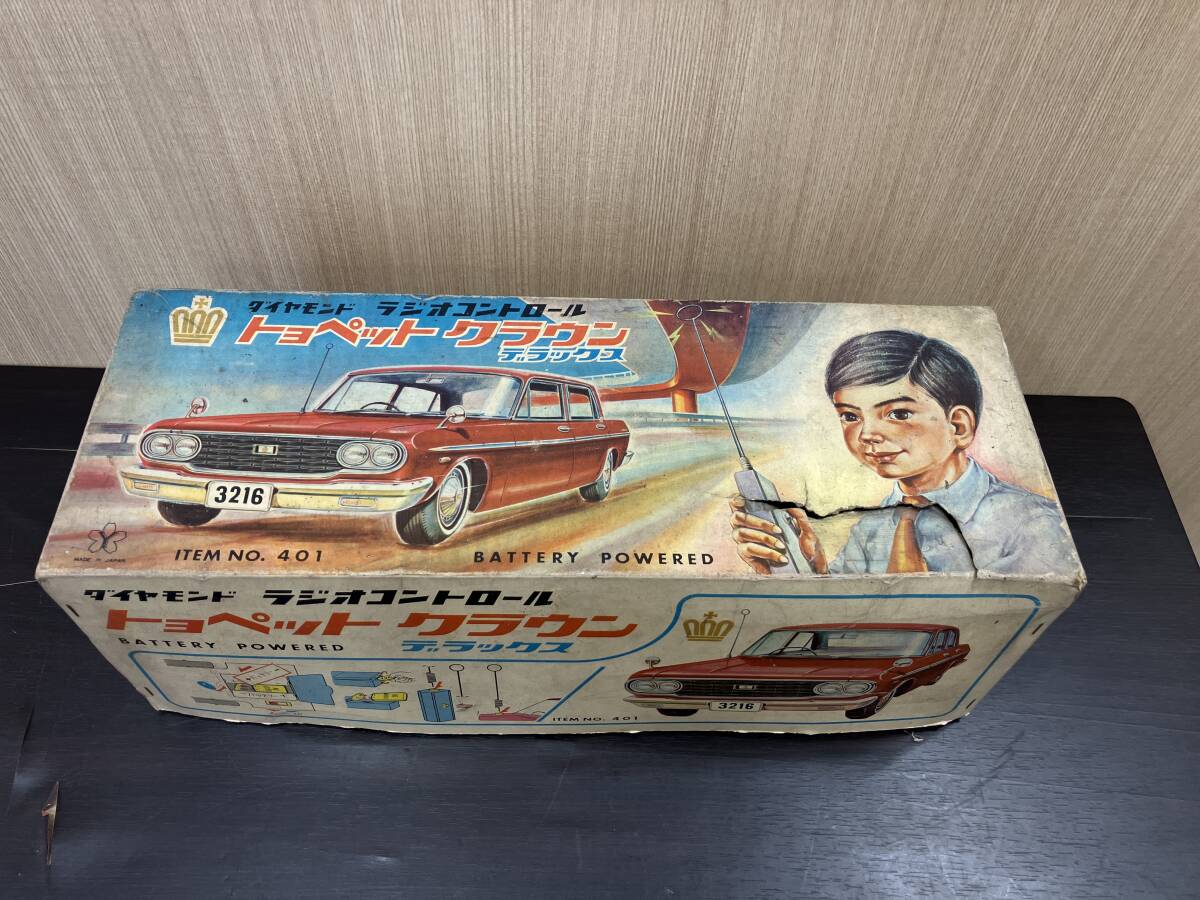 ダイヤモンド ラジオコントロール
トヨペット クラウン
デラックス
3216
MADE IN JAPAN
ITEM NO. 401
BATTERY POWERED
ダイヤモンド ラジオコントロール
トヨペット クラウン
BATTERY POWERED デラックス
3216
ITEM NO. 401